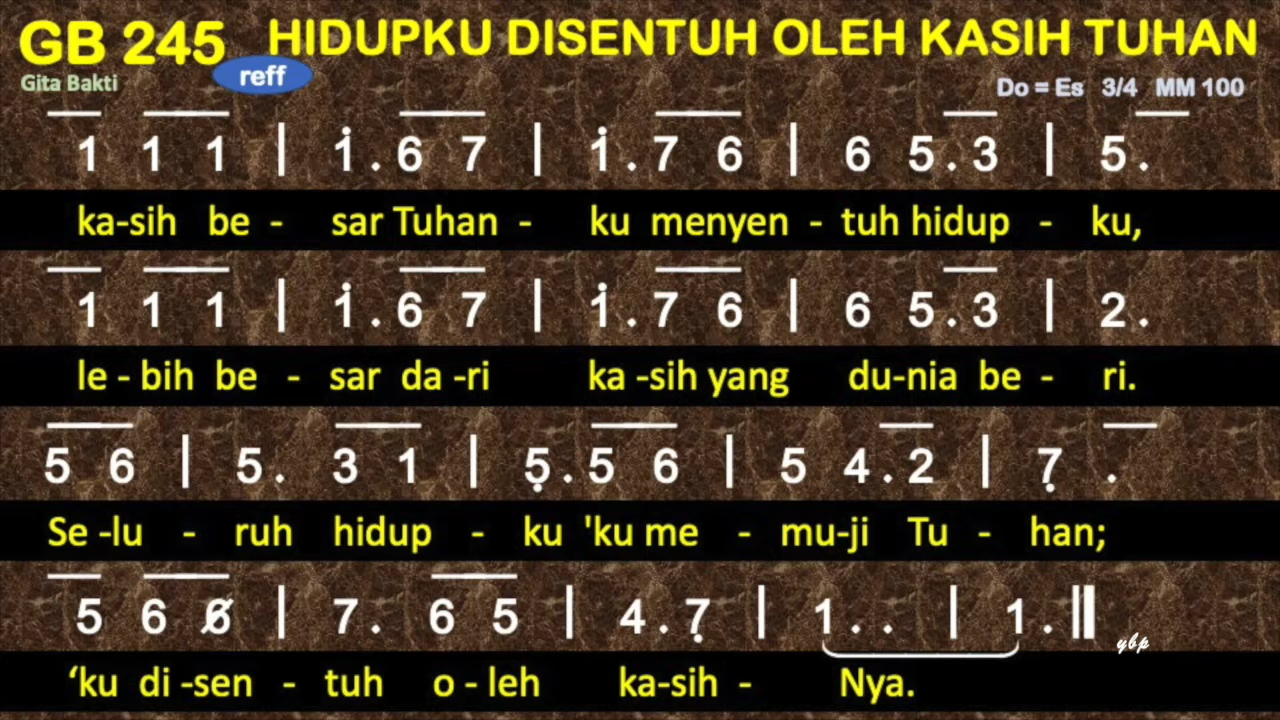 GB 245 HIDUPKU DISENTUH OLEH KASIH TUHAN
Gita Bakti reff Do = Es 3/4 MM 100
1 1 1 | 1̇ . 6 7 | 1̇ . 7 6 | 6 5 . 3 | 5 .
ka-sih be - sar Tuhan - ku menyen - tuh hidup - ku,
1 1 1 | 1̇ . 6 7 | 1̇ . 7 6 | 6 5 . 3 | 2 .
le - bih be - sar da -ri ka -sih yang du-nia be - ri.
5 6 | 5 . 3 1 | 5̣ . 5 6 | 5 4 . 2 | 7̣ .
Se -lu - ruh hidup - ku 'ku me - mu-ji Tu - han;
5 6 6̸ | 7 . 6 5 | 4 . 7̣ | 1 . . | 1 . ||
‘ku di -sen - tuh o - leh ka-sih - Nya.
ybp